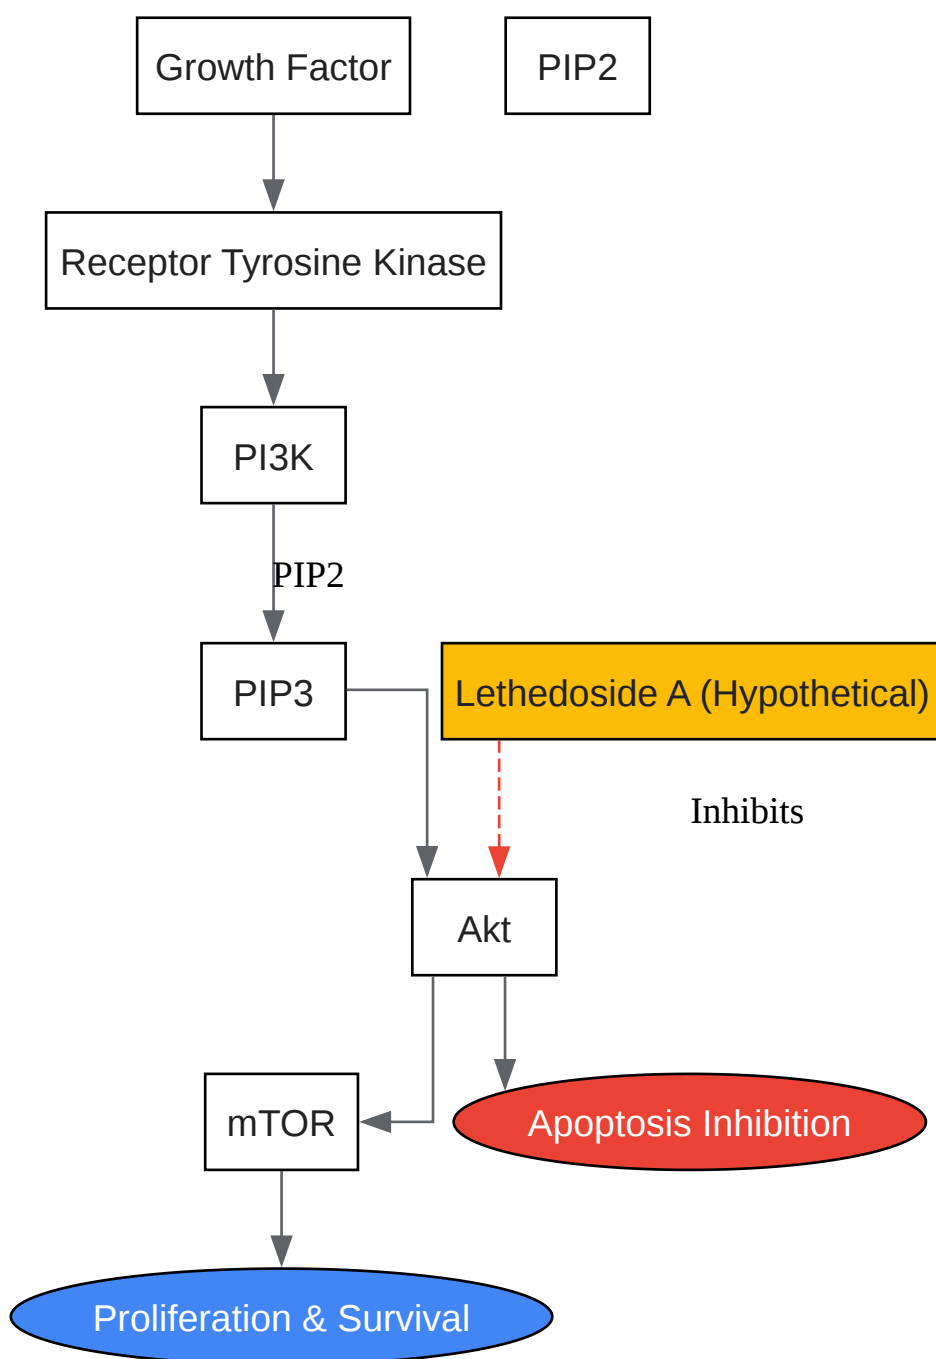 Growth Factor
PIP2
Receptor Tyrosine Kinase
PI3K
PIP2
PIP3
Lethedoside A (Hypothetical)
Inhibits
Akt
mTOR
Apoptosis Inhibition
Proliferation & Survival